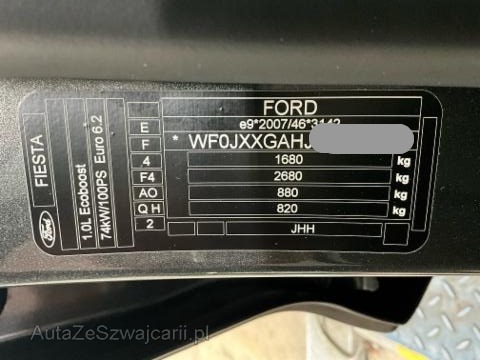 FORD
E e9*2007/46*3142
F * WF0JXXGAHJ
4 1680 kg
F4 2680 kg
AO 880 kg
Q H 820 kg
2 JHH
FIESTA
1.0L Ecoboost
74kW/100PS Euro 6.2
Ford
AutaZeSzwajcarii.pl